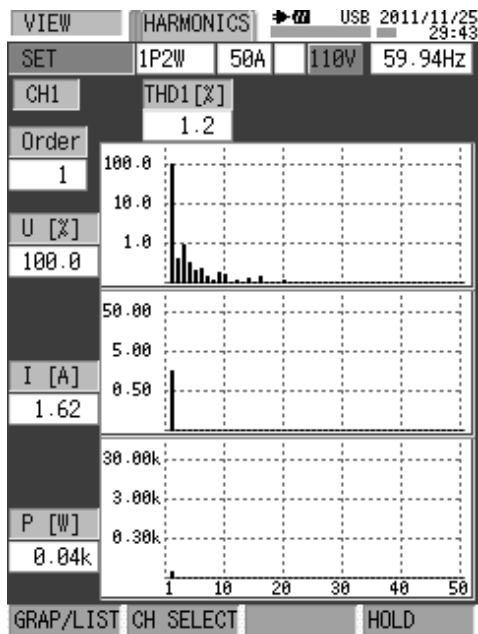 VIEW HARMONICS USB 2011/11/25
29:43
SET 1P2W 50A 110V 59.94Hz
CH1 THD1[%]
1.2
Order
1
100.0
10.0
1.0
U [%]
100.0
50.00
5.00
0.50
I [A]
1.62
30.00k
3.00k
0.30k
P [W]
0.04k
1 10 20 30 40 50
GRAP/LIST CH SELECT HOLD